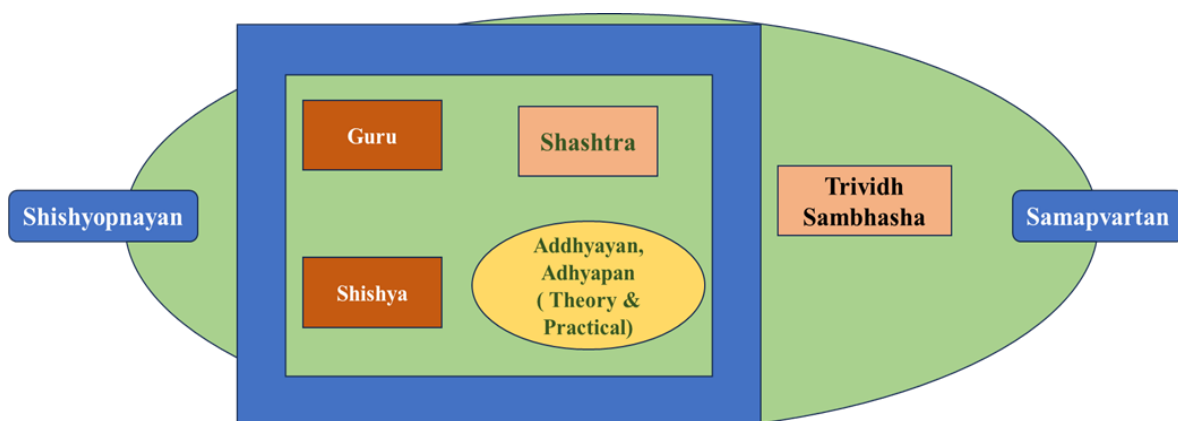 Guru
Shashtra
Trividh
Sambhasha
Shishyopnayan
Samapvartan
Addhyayan,
Adhyapan
( Theory &
Practical)
Shishya